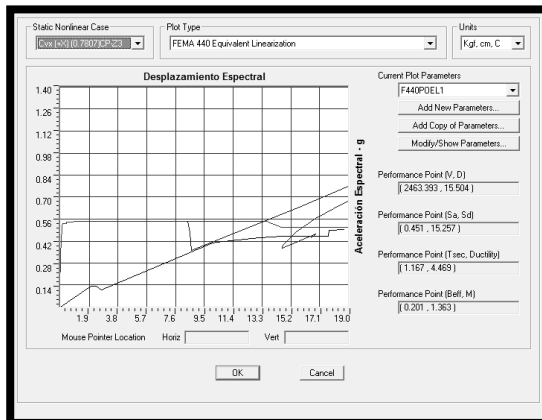 Static Nonlinear Case
Plot Type
Units
Cvx (+X) (0.7807)CP-Z3
FEMA 440 Equivalent Linearization
Kgf, cm, C
Desplazamiento Espectral
Current Plot Parameters
F440POEL1
Add New Parameters...
Add Copy of Parameters...
Modify/Show Parameters...
1.40
1.26
1.12
0.98
0.84
0.70
0.56
0.42
0.28
0.14
Aceleración Espectral - g
1.9 3.8 5.7 7.6 9.5 11.4 13.3 15.2 17.1 19.0
Performance Point (V, D)
( 2463.393 , 15.504 )
Performance Point (Sa, Sd)
( 0.451 , 15.257 )
Performance Point (Tsec, Ductility)
( 1.167 , 4.469 )
Performance Point (Beff, M)
( 0.201 , 1.363 )
Mouse Pointer Location Horiz Vert
OK
Cancel